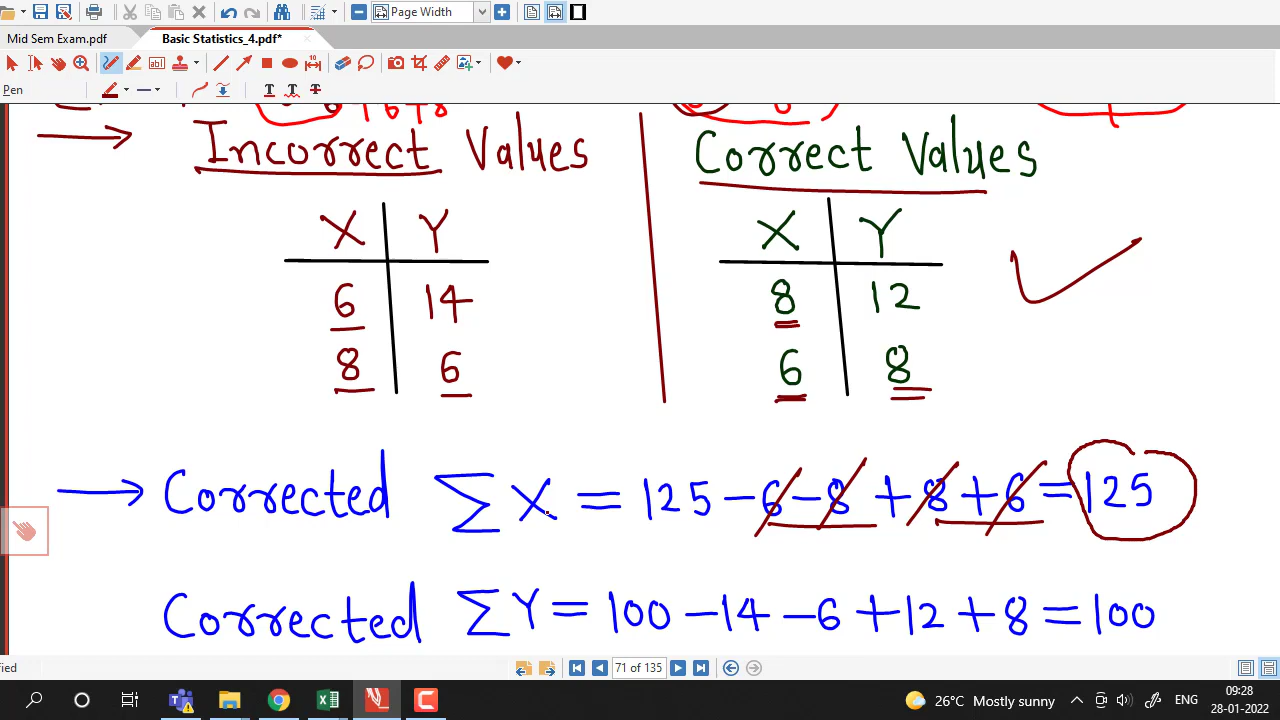 Page Width
Mid Sem Exam.pdf
Basic Statistics_4.pdf*
Pen
Incorrect Values
Correct Values
X Y
6 14
8 6
X Y
8 12
6 8
Corrected ∑X = 125 - 6 - 8 + 8 + 6 = 125
Corrected ∑Y = 100 - 14 - 6 + 12 + 8 = 100
fied
71 of 135
26°C Mostly sunny
ENG
09:28
28-01-2022